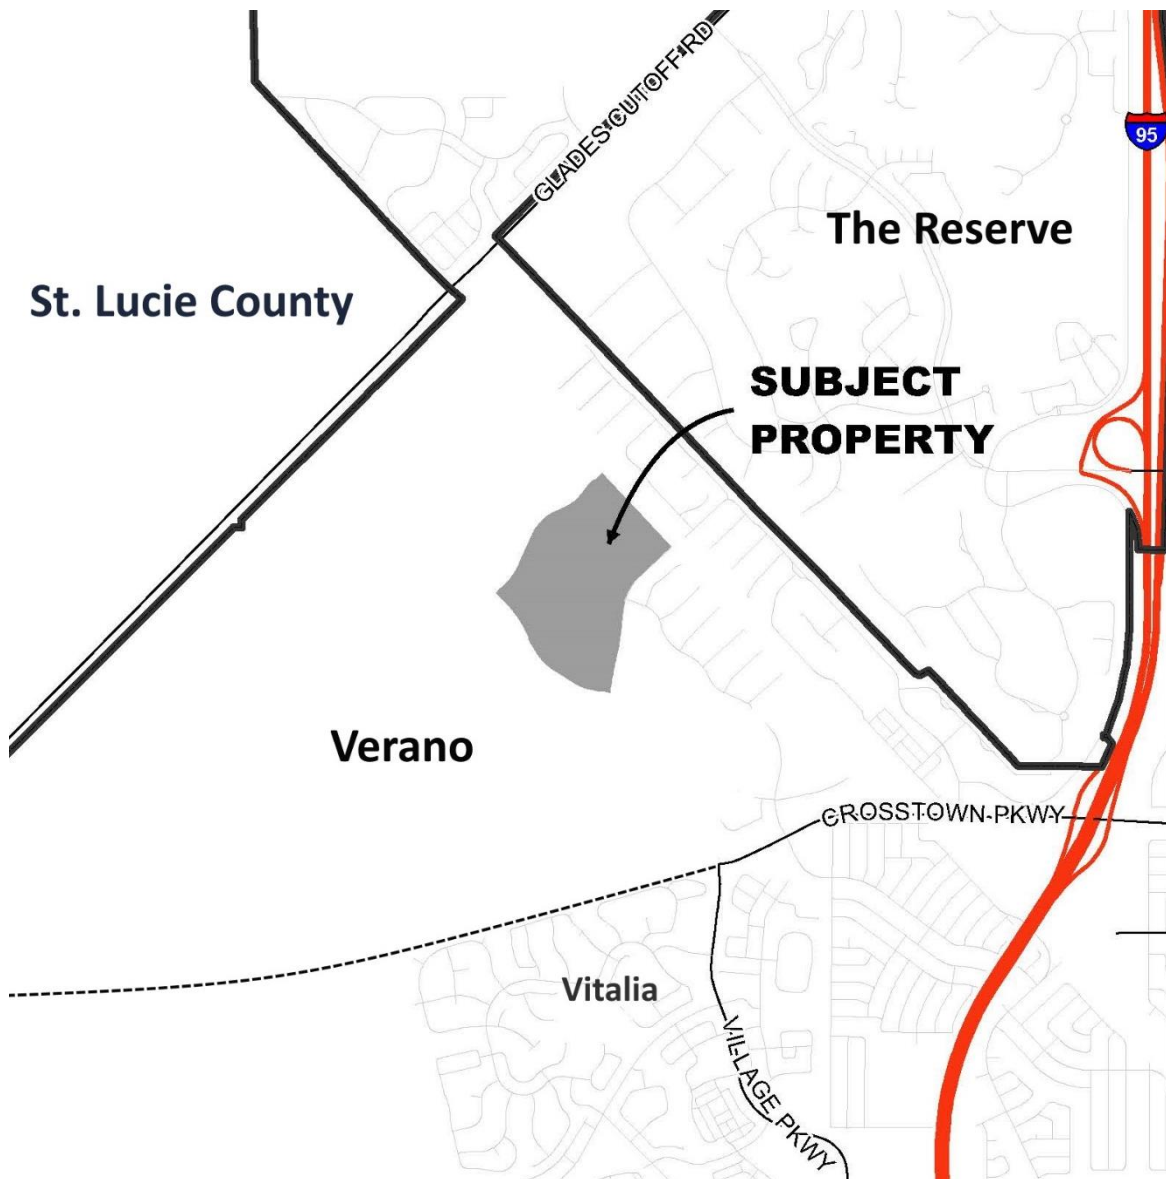 GLADES CUTOFF RD
95
The Reserve
St. Lucie County
SUBJECT
PROPERTY
Verano
CROSSTOWN PKWY
Vitalia
VILLAGE PKWY